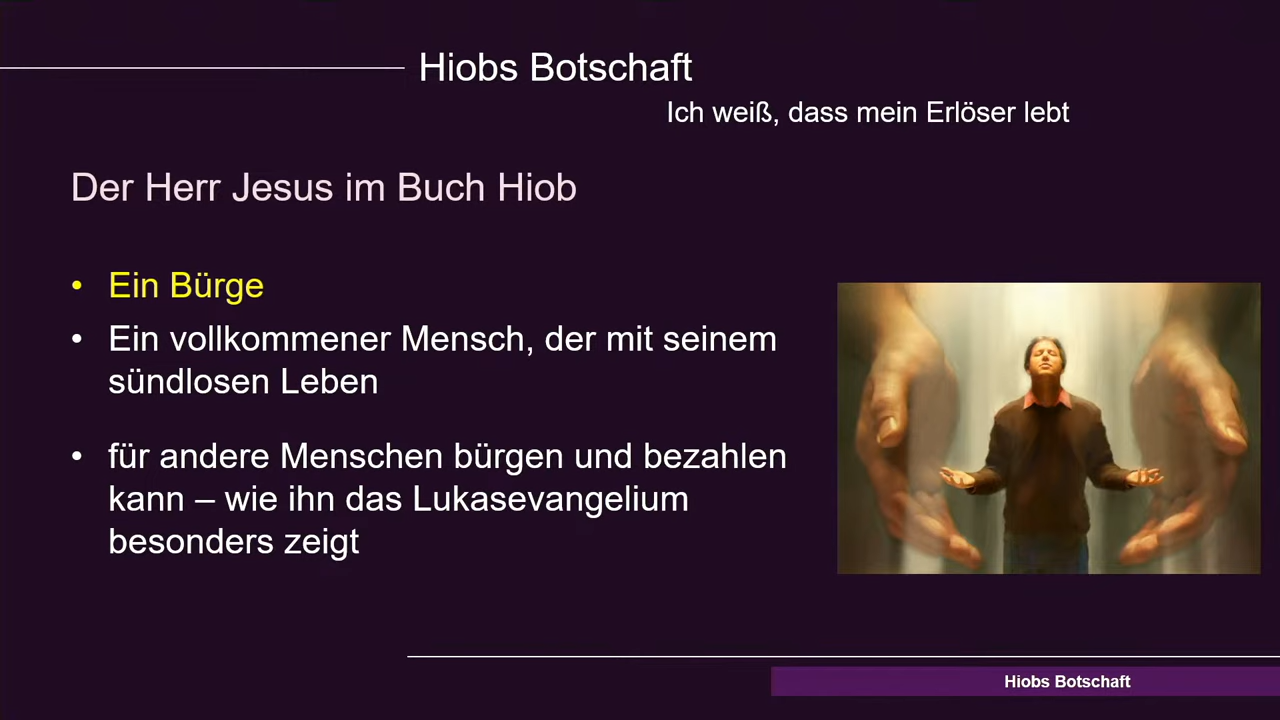 Hiobs Botschaft
Ich weiß, dass mein Erlöser lebt
Der Herr Jesus im Buch Hiob
• Ein Bürge
• Ein vollkommener Mensch, der mit seinem
sündlosen Leben
• für andere Menschen bürgen und bezahlen
kann – wie ihn das Lukasevangelium
besonders zeigt
Hiobs Botschaft